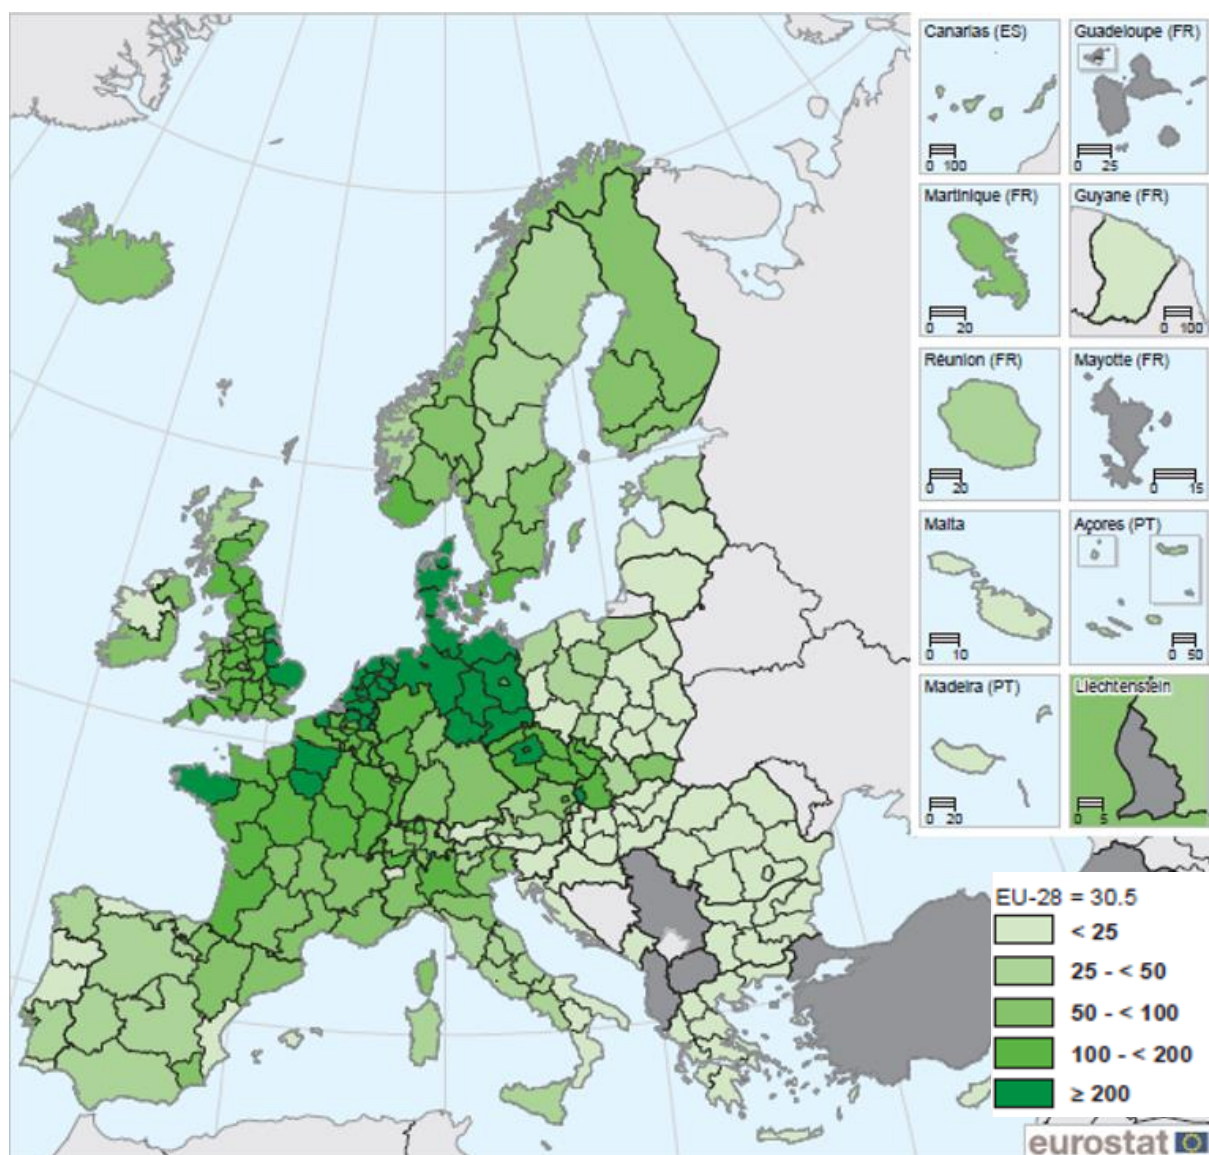 Canarias (ES)
0 100
Guadeloupe (FR)
0 25
Martinique (FR)
0 20
Guyane (FR)
0 100
Réunion (FR)
0 20
Mayotte (FR)
0 15
Malta
0 10
Açores (PT)
0 50
Madeira (PT)
0 20
Liechtenstein
0 5
EU-28 = 30.5
< 25
25 - < 50
50 - < 100
100 - < 200
≥ 200
eurostat